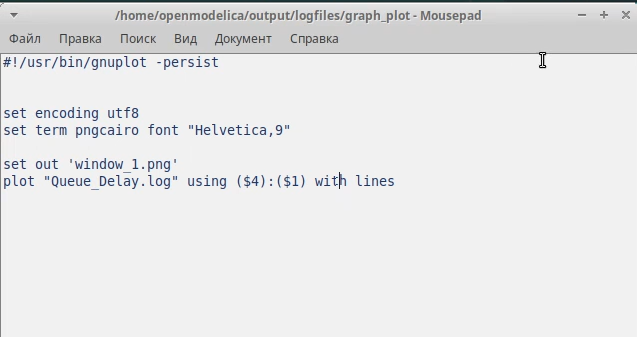 /home/openmodelica/output/logfiles/graph_plot - Mousepad
Файл Правка Поиск Вид Документ Справка
#!/usr/bin/gnuplot -persist
set encoding utf8
set term pngcairo font "Helvetica,9"
set out 'window_1.png'
plot "Queue_Delay.log" using ($4):($1) with lines